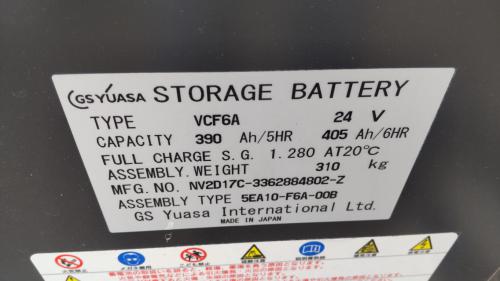 GS YUASA STORAGE BATTERY
TYPE VCF6A 24 V
CAPACITY 390 Ah/5HR 405 Ah/6HR
FULL CHARGE S.G. 1.280 AT20℃
ASSEMBLY.WEIGHT 310 kg
MFG.NO. NV2D17C-3362884802-Z
ASSEMBLY TYPE 5EA10-F6A-00B
GS Yuasa International Ltd.
MADE IN JAPAN